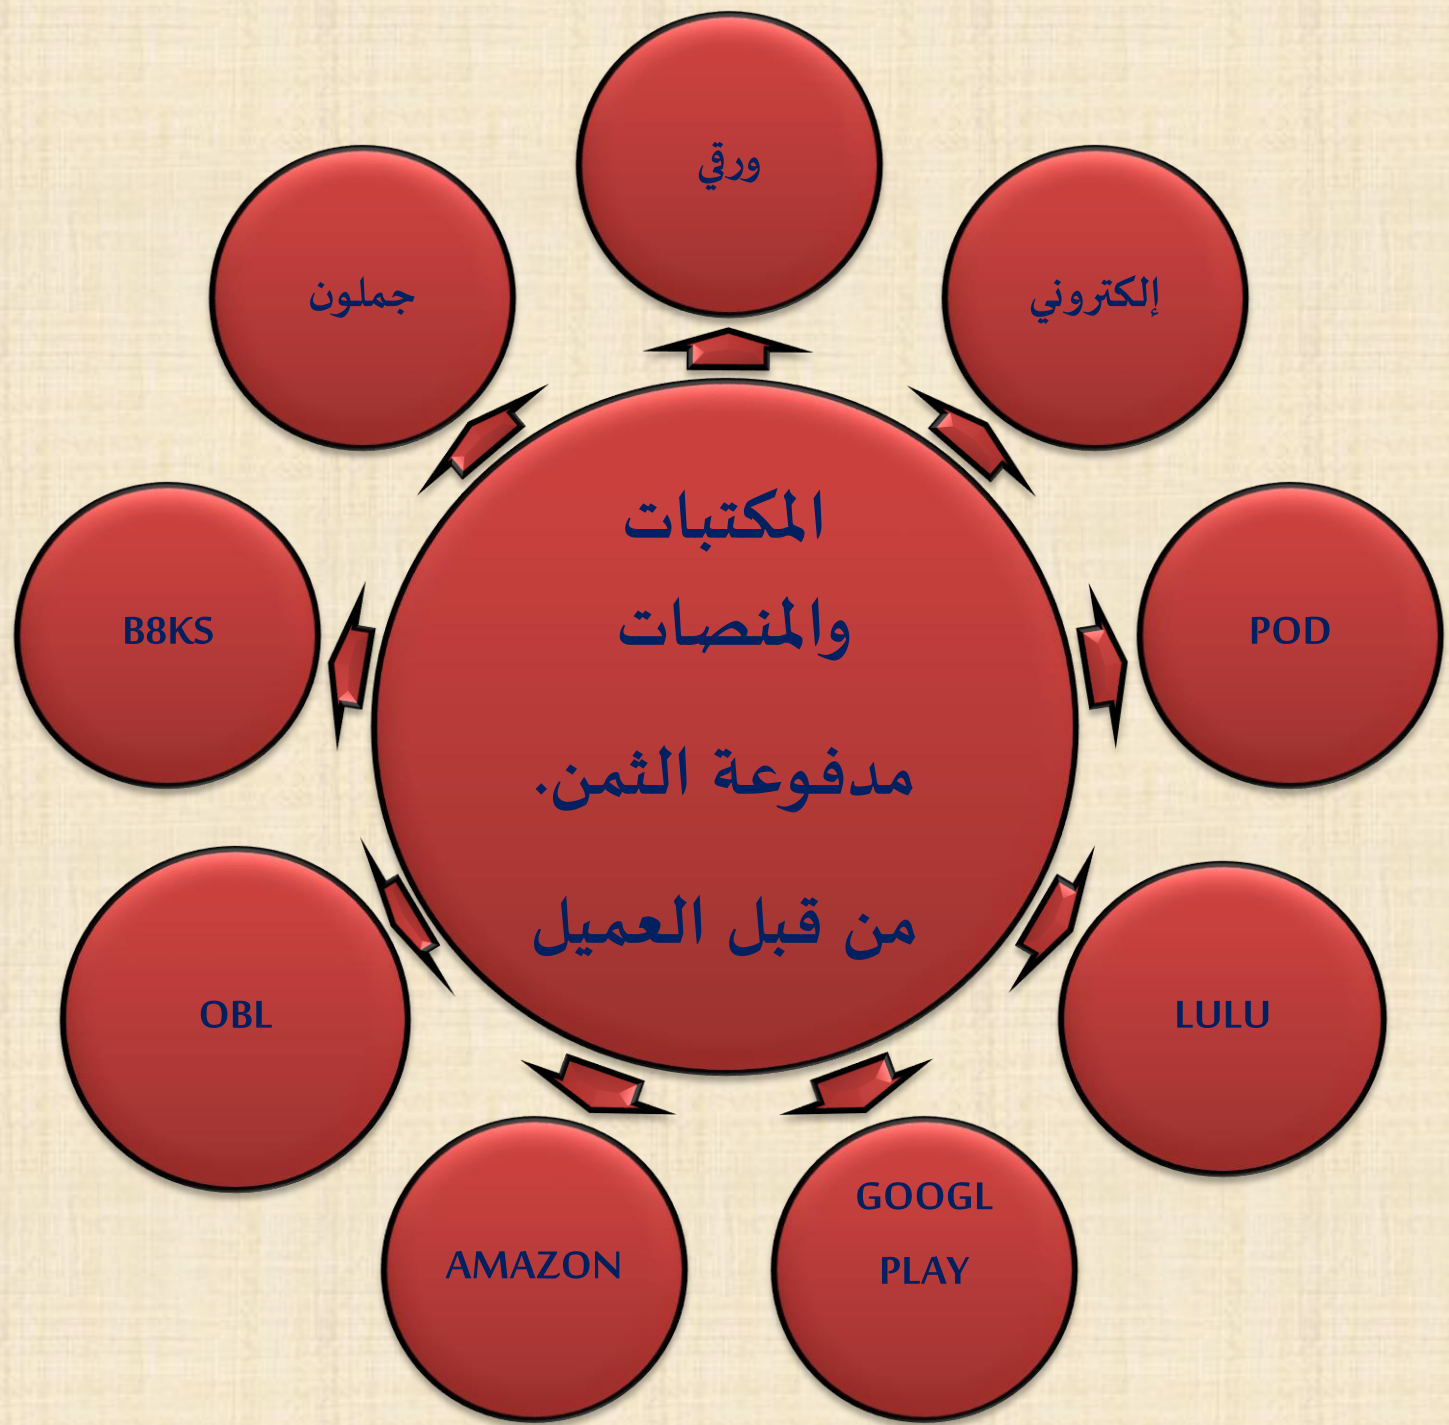 ورقي
إلكتروني
جملون
المكتبات
والمنصات
مدفوعة الثمن.
من قبل العميل
POD
B8KS
LULU
OBL
GOOGL
PLAY
AMAZON